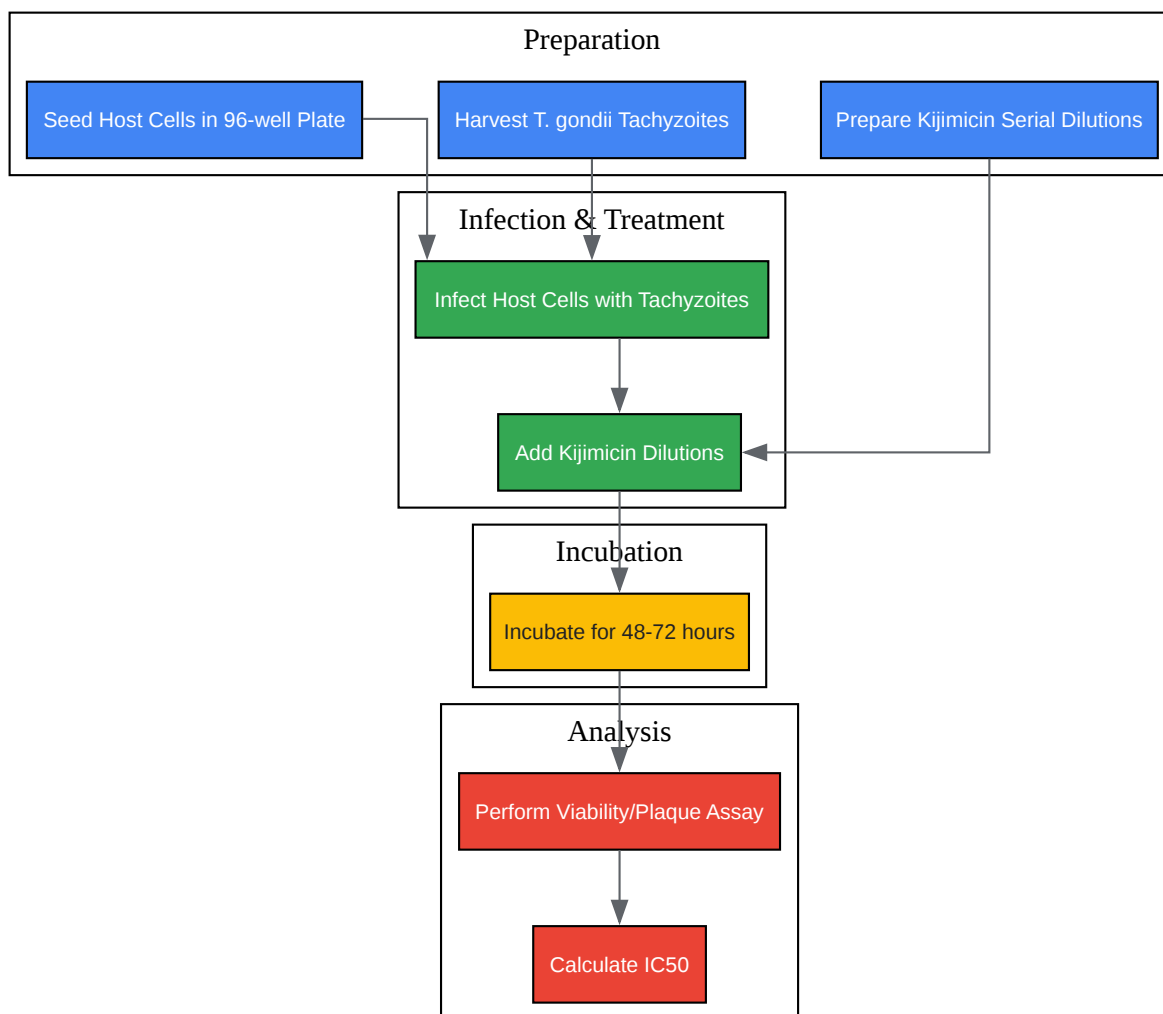 Preparation
Seed Host Cells in 96-well Plate
Harvest T. gondii Tachyzoites
Prepare Kijimicin Serial Dilutions
Infection & Treatment
Infect Host Cells with Tachyzoites
Add Kijimicin Dilutions
Incubation
Incubate for 48-72 hours
Analysis
Perform Viability/Plaque Assay
Calculate IC50